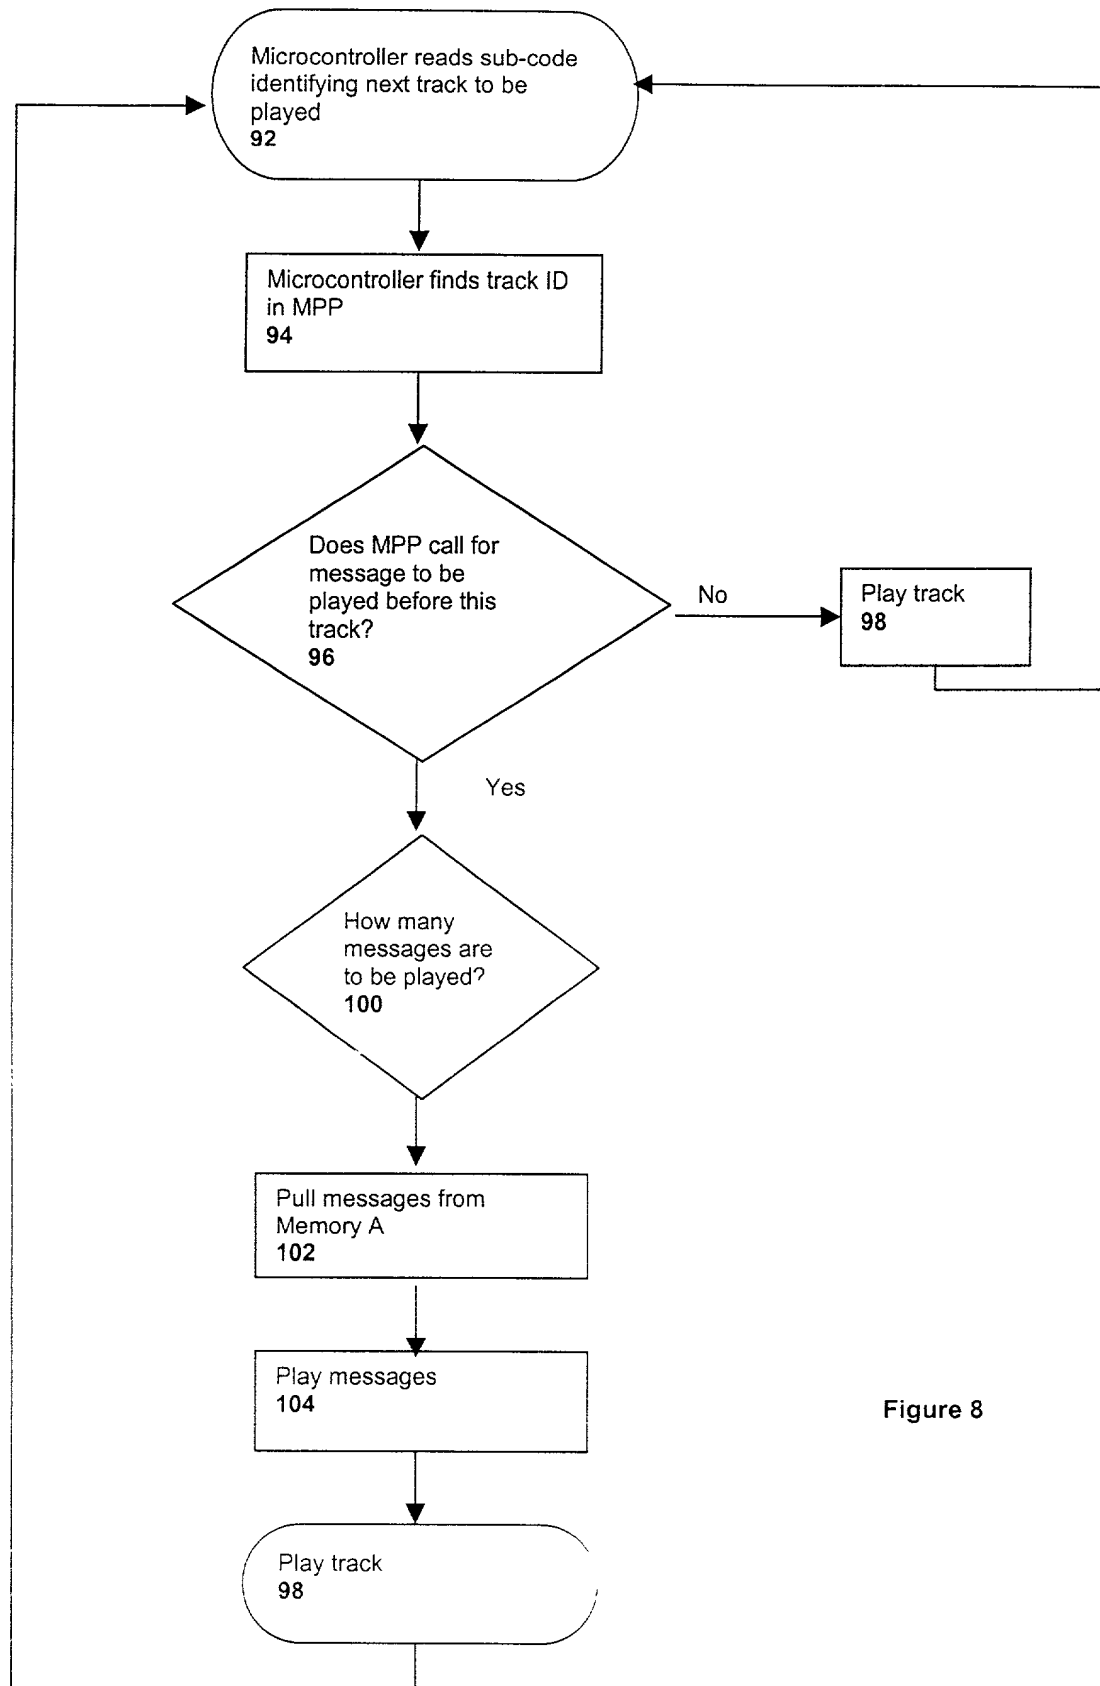 Microcontroller reads sub-code
identifying next track to be
played
92
Microcontroller finds track ID
in MPP
94
Does MPP call for
message to be
played before this
track?
96
No
Play track
98
Yes
How many
messages are
to be played?
100
Pull messages from
Memory A
102
Play messages
104
Figure 8
Play track
98